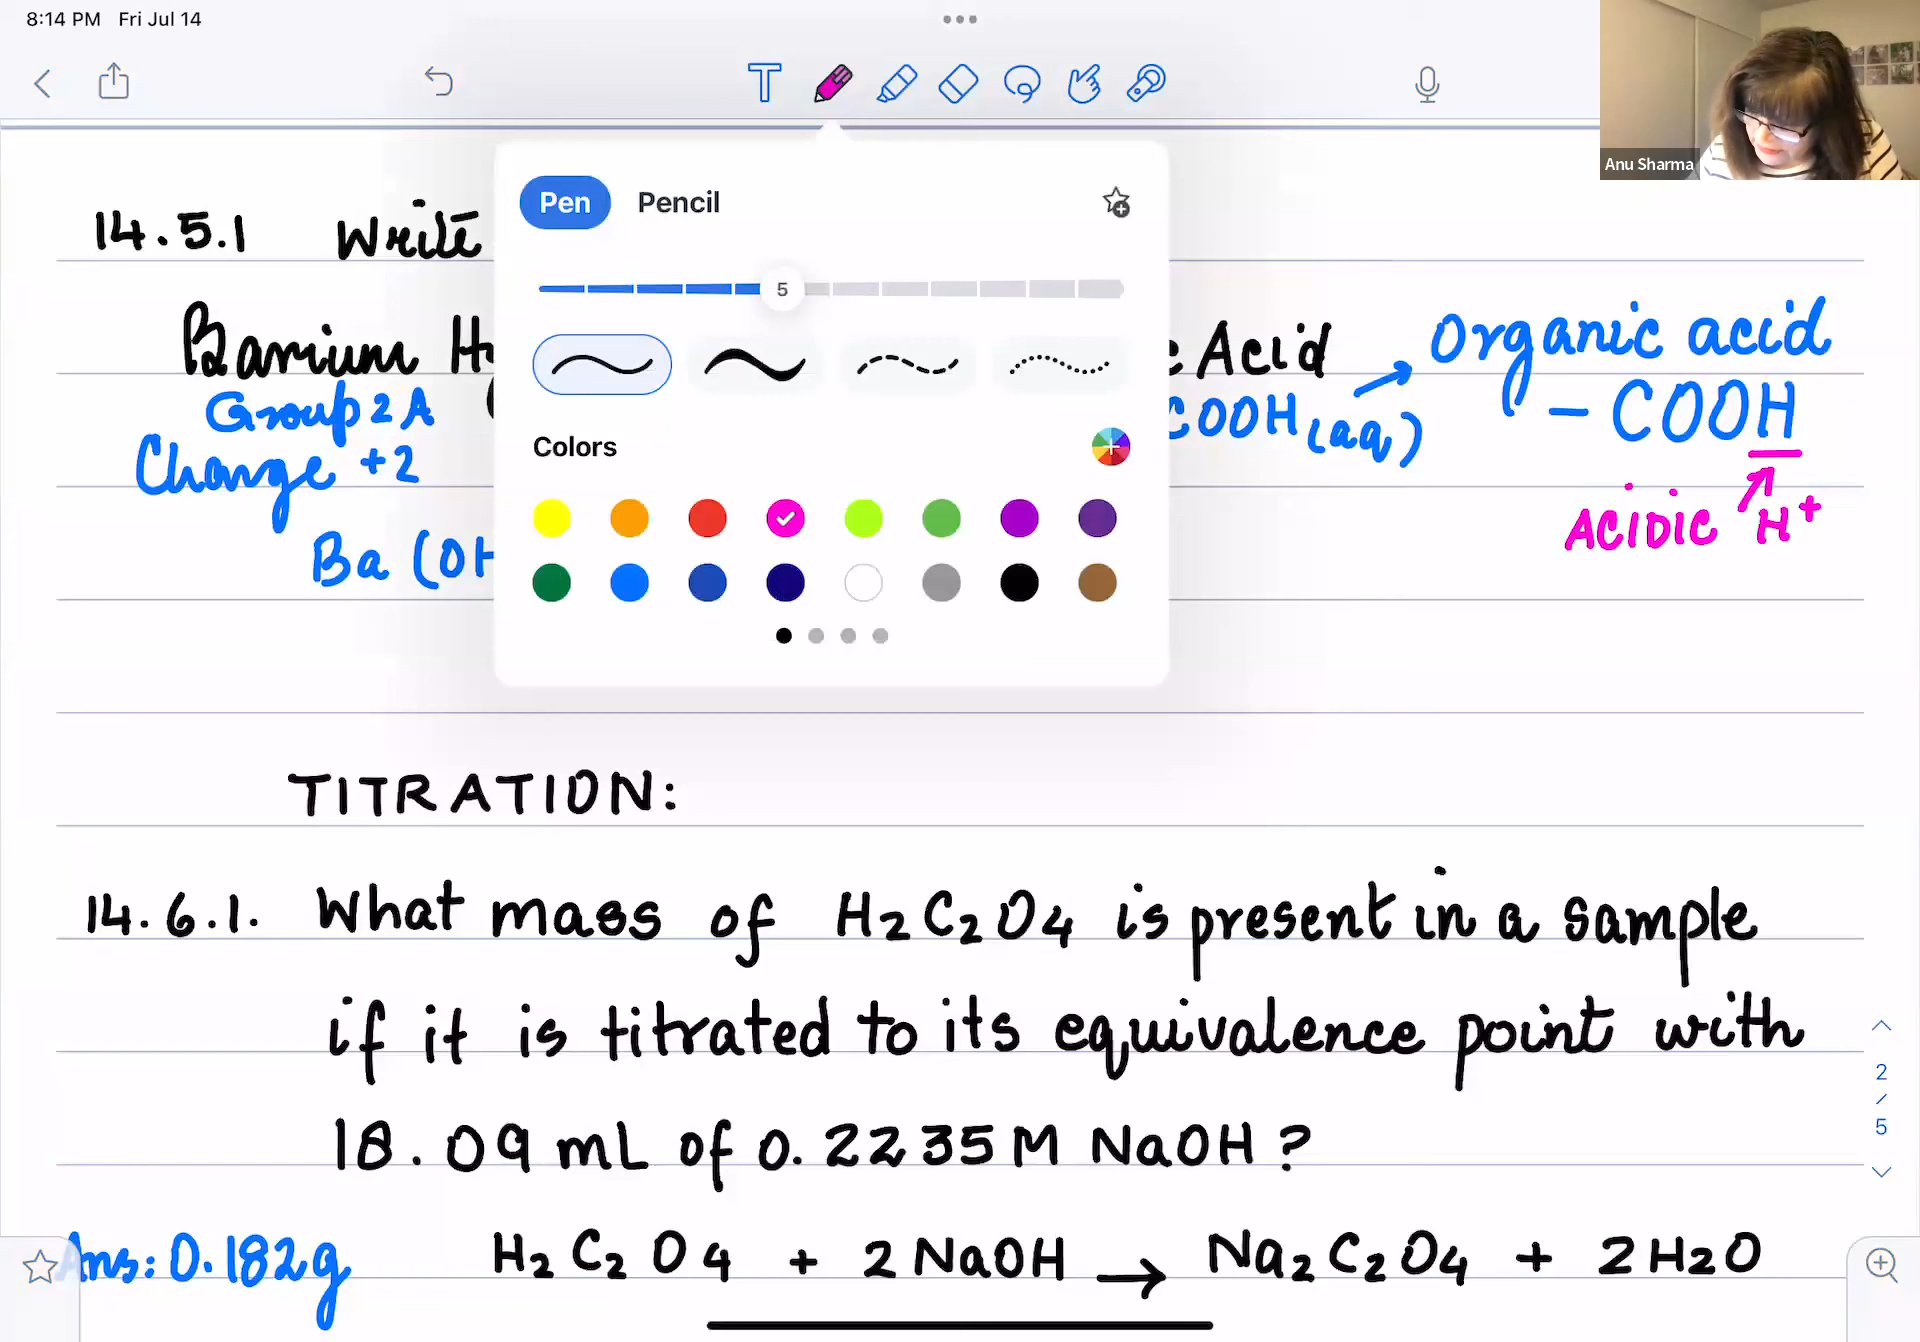 8:14 PM Fri Jul 14
Anu Sharma
Pen Pencil
5
Colors
14.5.1 Write
Barium H
Acid
Organic acid
Group 2A
COOH(aq)
- COOH
Charge +2
ACIDIC H+
Ba (OH
TITRATION:
14.6.1. What mass of H2C2O4 is present in a sample
if it is titrated to its equivalence point with
18.09 mL of 0.2235 M NaOH?
Ans: 0.182g
H2C2O4 + 2NaOH → Na2C2O4 + 2H2O
2
/
5